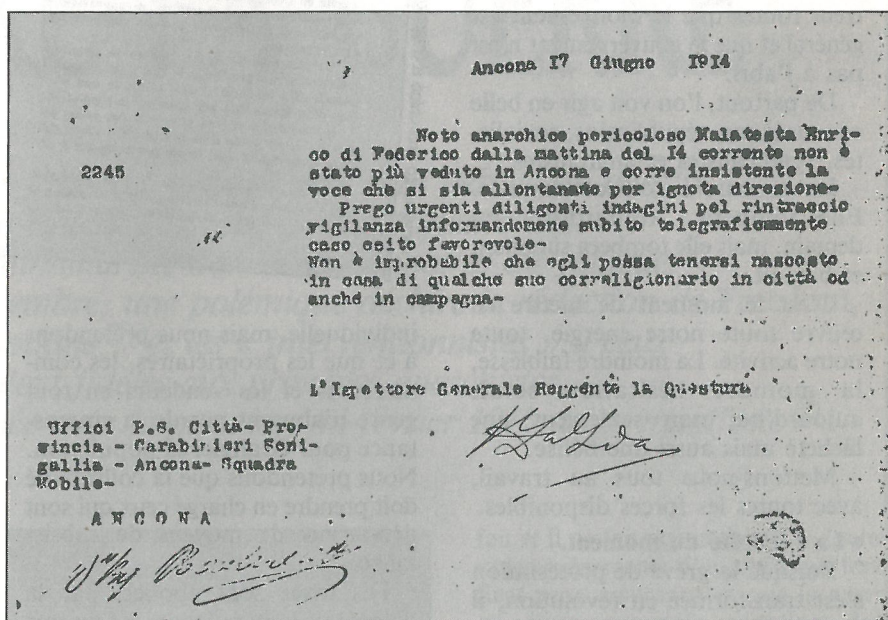 Ancona I7 Giugno I9I4
2245
Noto anarchico pericoloso Malatesta Enri-
co di Federico dalla mattina del I4 corrente non è
stato più veduto in Ancona e corre insistente la
voce che si sia allontanato per ignota direzione-
Prego urgenti diligenti indagini pel rintraccio
vigilanza informandomene subito telegraficamente
caso esito favorevole-
Non è improbabile che egli possa tenersi nascosto
in casa di qualche suo correligionario in città od
anche in campagna-
L'Ispettore Generale Reggente la Questura
Uffici P.S. Città- Pro-
vincia - Carabinieri Seni-
gallia - Ancona- Squadra
Mobile-
ANCONA